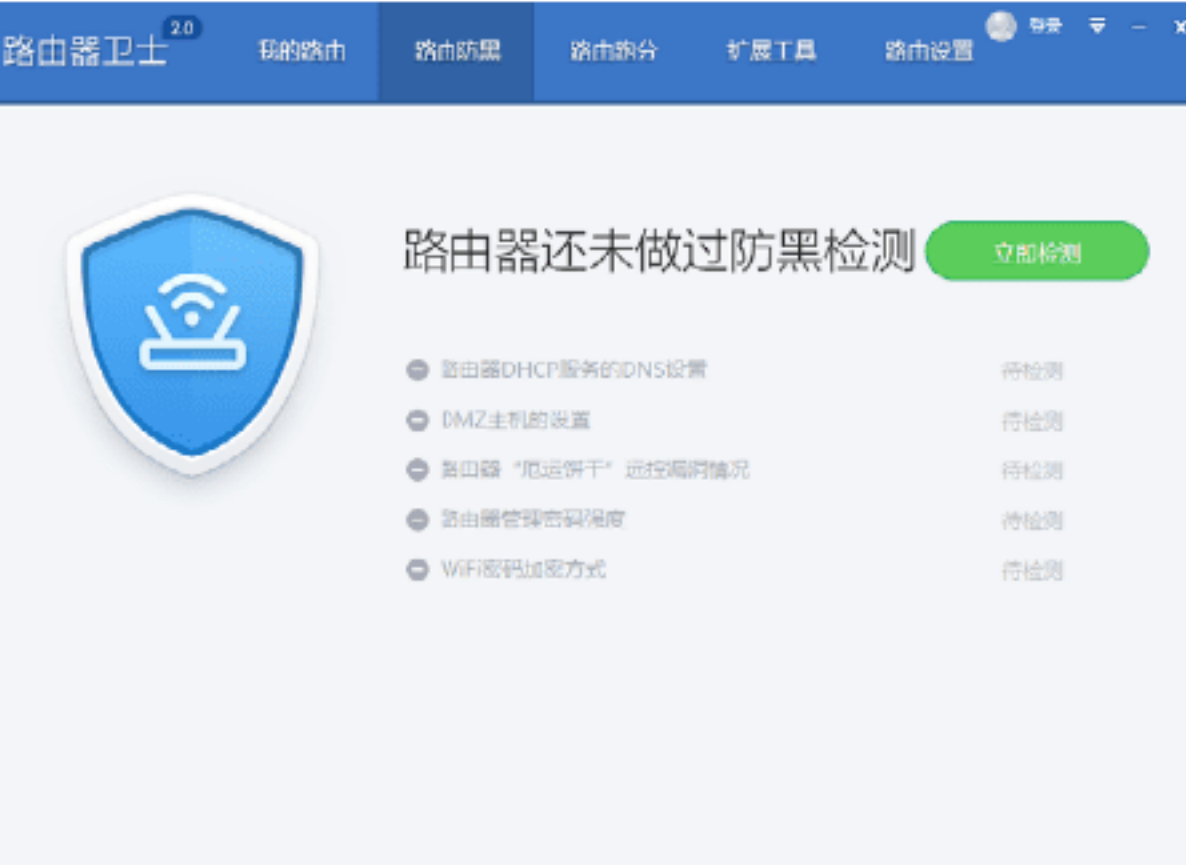 路由器卫士 2.0 我的路由 路由防黑 路由跑分 扩展工具 路由设置 登录
路由器还未做过防黑检测 立即检测
路由器DHCP服务的DNS设置 待检测
DMZ主机的设置 待检测
路由器“厄运饼干”远控漏洞情况 待检测
路由器管理密码强度 待检测
WiFi密码加密方式 待检测